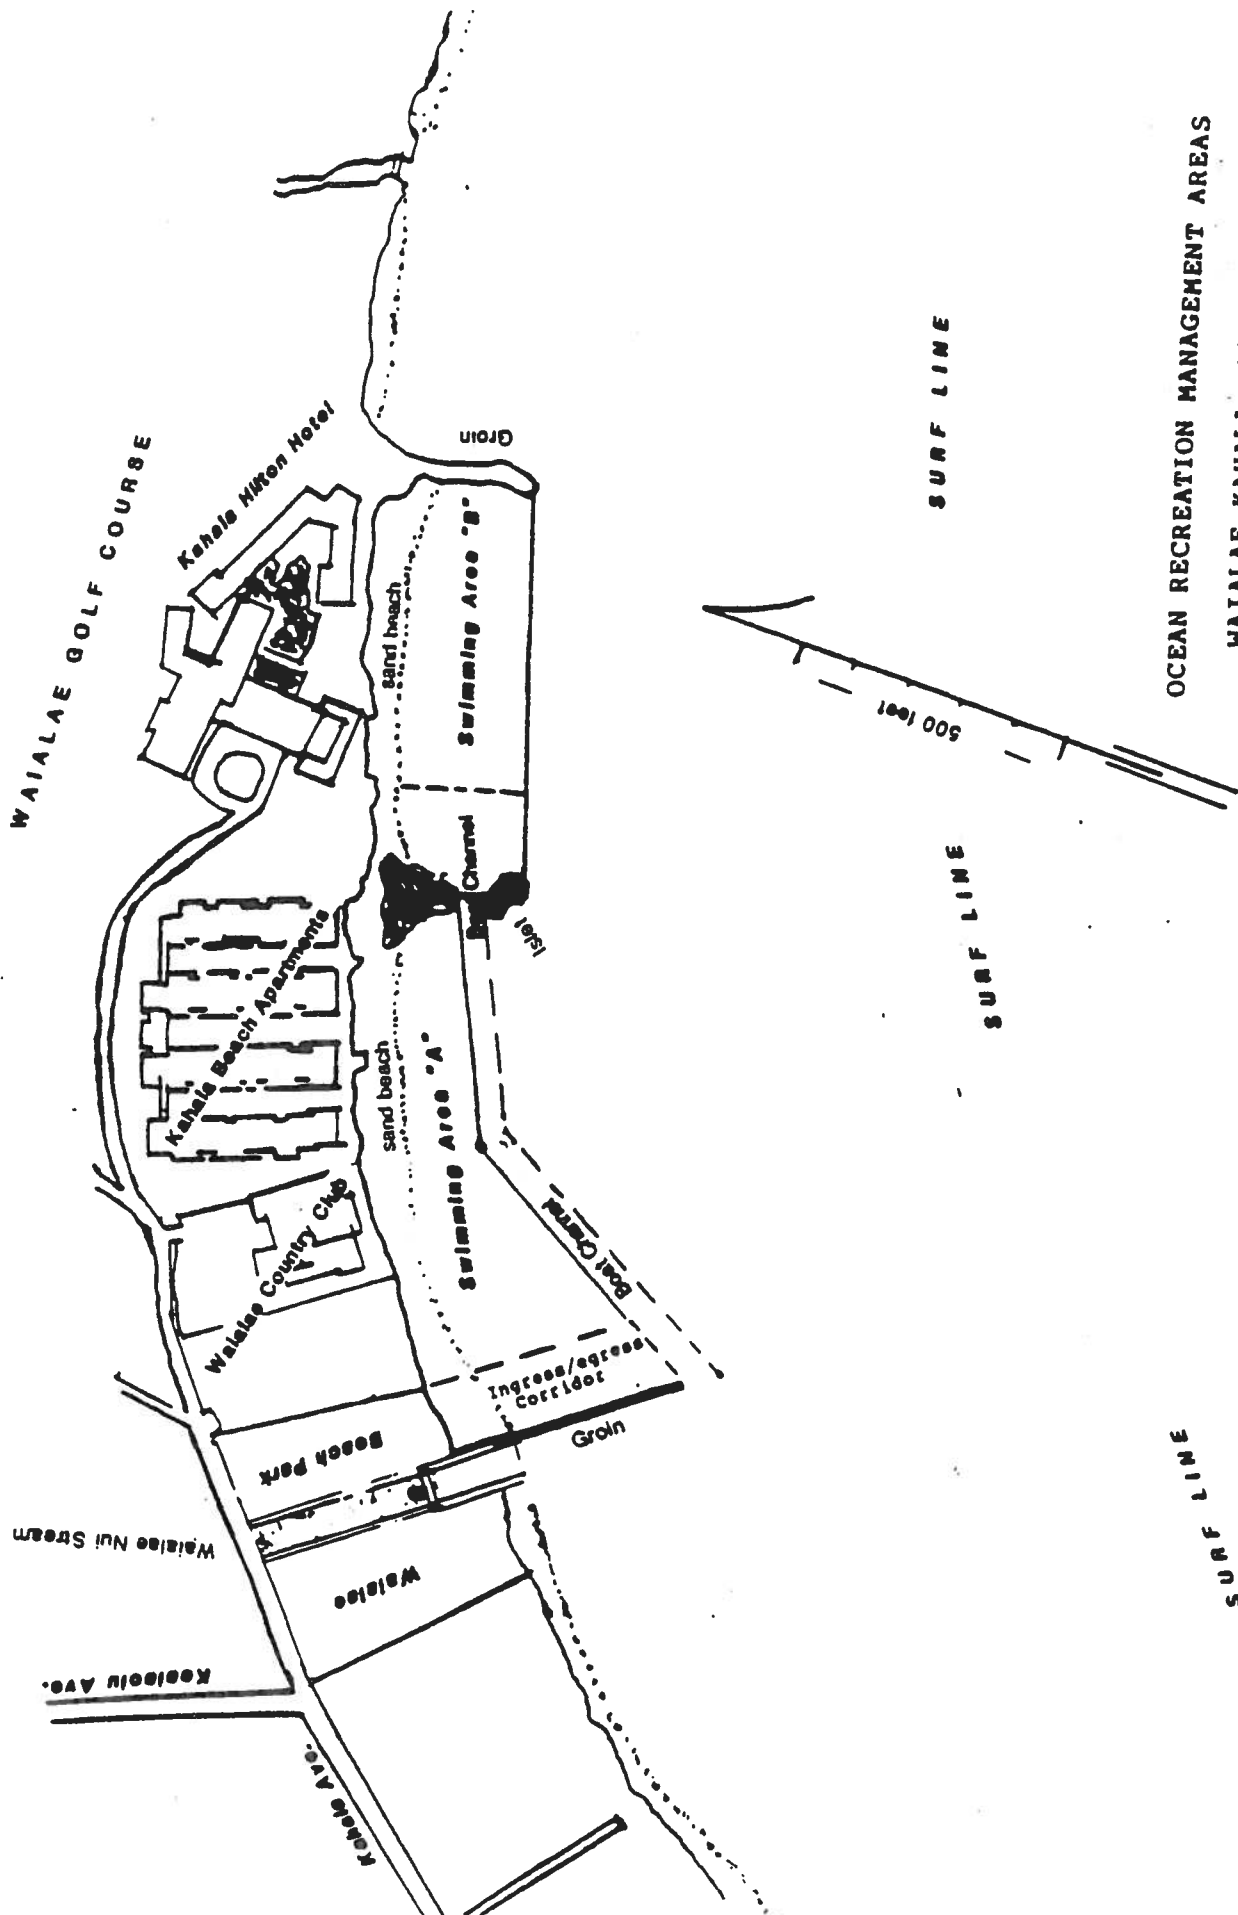 WAIALAE GOLF COURSE
Kahala Hilton Hotel
Groin
sand beach
Swimming Area "B"
Channel
Islet
Kahala Beach Apartments
sand beach
Swimming Area "A"
Waialae Country Club
Boat Channel
Ingress/egress
Corridor
Groin
Beach Park
Waialae Nui Stream
Waialae
Kealaolu Ave.
Kahala Ave.
SURF LINE
SURF LINE
SURF LINE
500 feet
OCEAN RECREATION MANAGEMENT AREAS